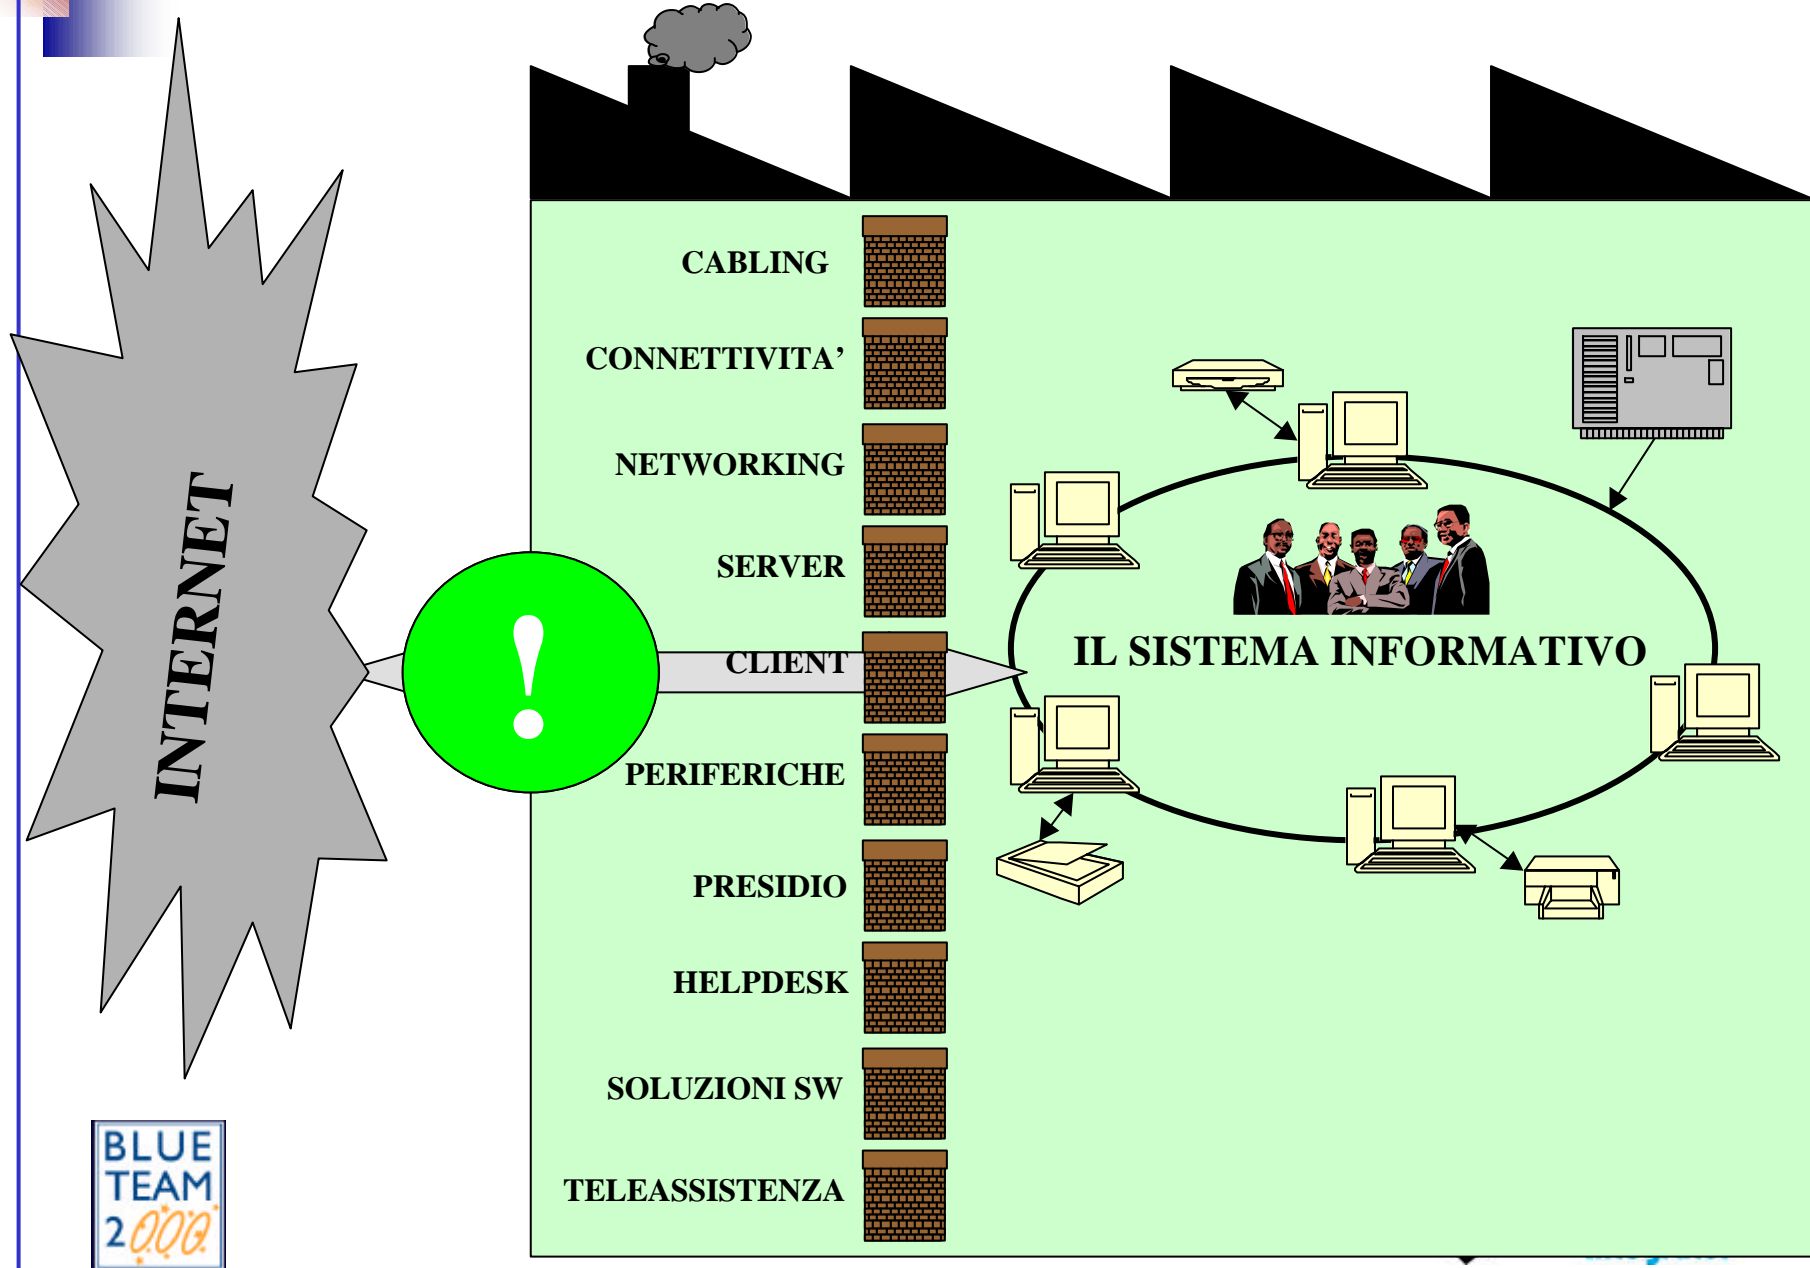 INTERNET
!
CABLING
CONNETTIVITA’
NETWORKING
SERVER
CLIENT
PERIFERICHE
PRESIDIO
HELPDESK
SOLUZIONI SW
TELEASSISTENZA
IL SISTEMA INFORMATIVO
BLUE
TEAM
2000